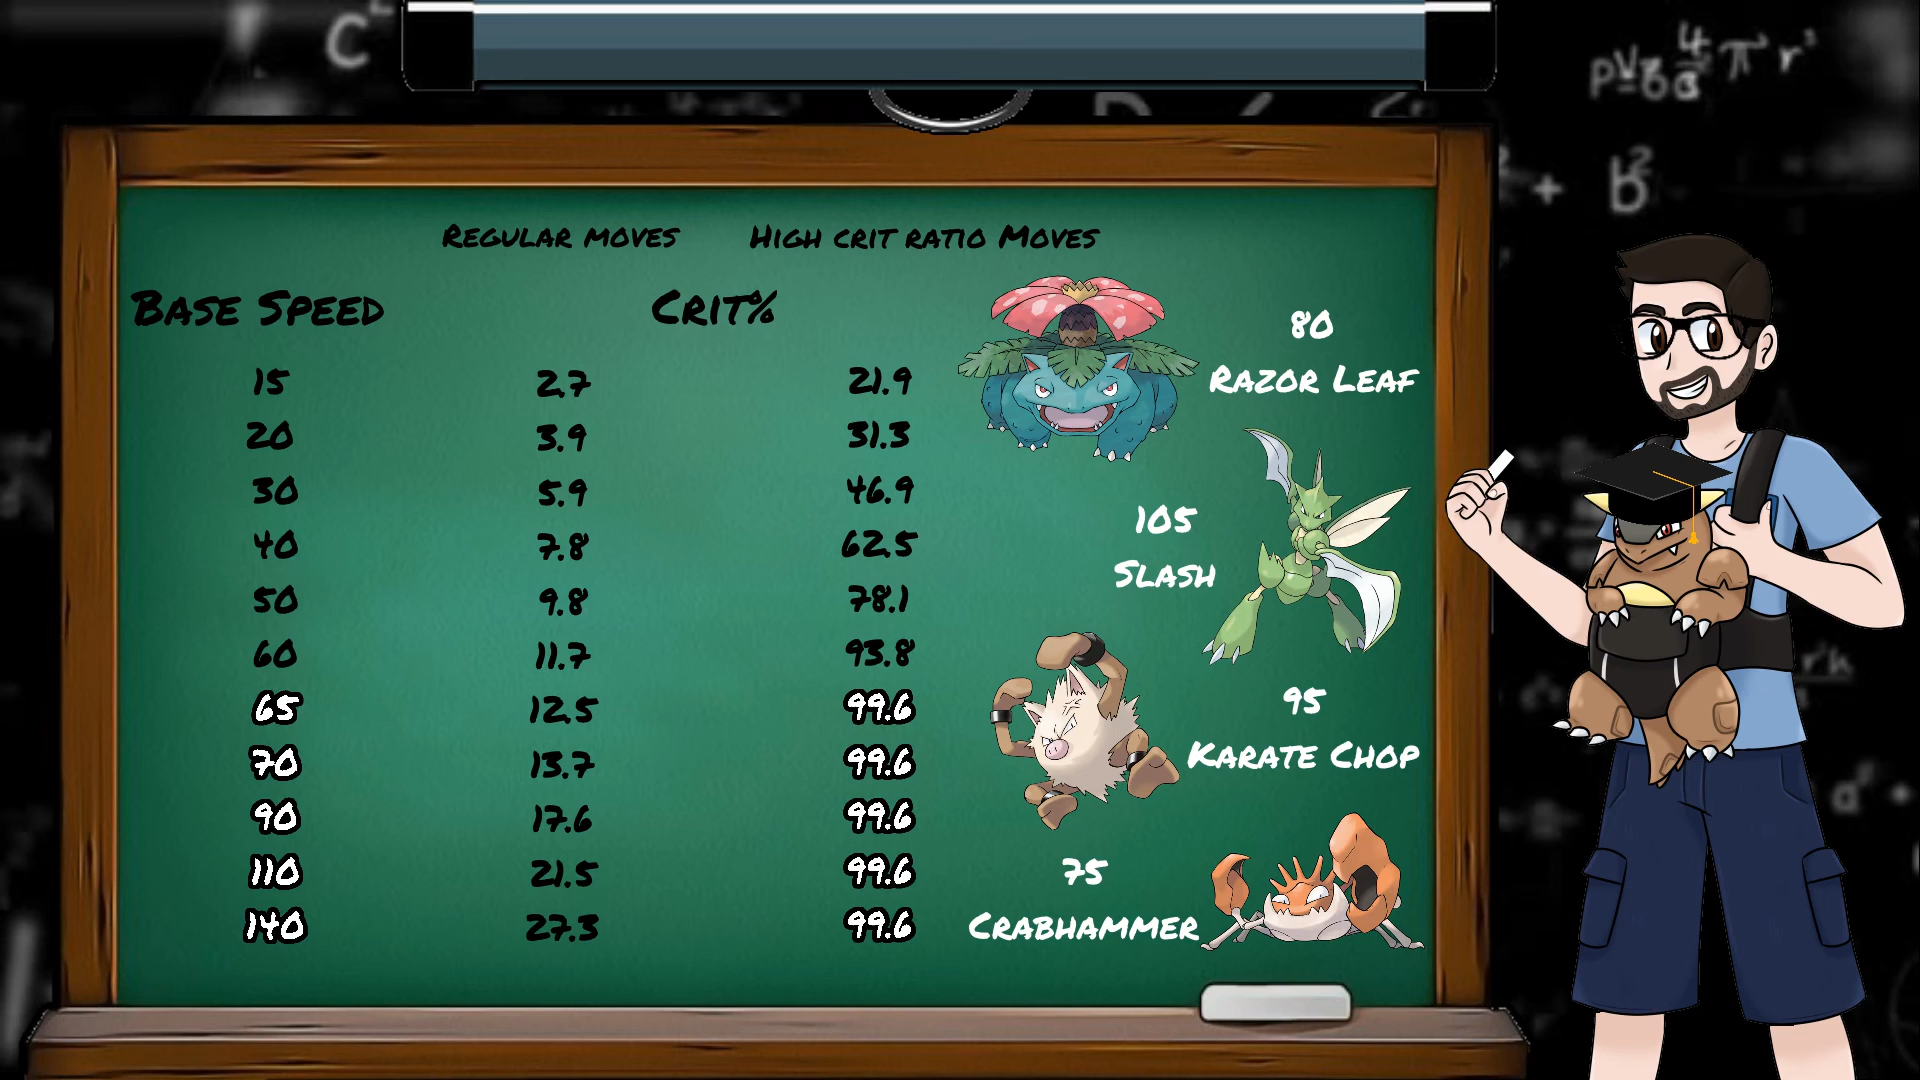 Regular moves High crit ratio Moves
Base Speed Crit%
15 2.7 21.9
20 3.9 31.3
30 5.9 46.9
40 7.8 62.5
50 9.8 78.1
60 11.7 93.8
65 12.5 99.6
70 13.7 99.6
90 17.6 99.6
110 21.5 99.6
140 27.3 99.6
80
Razor Leaf
105
Slash
95
Karate Chop
75
Crabhammer